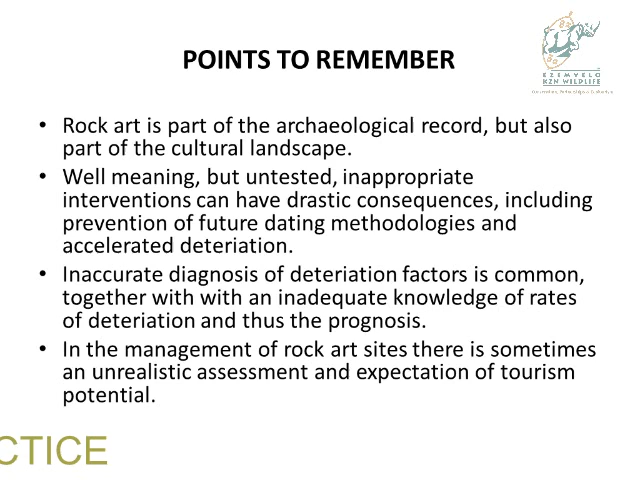 POINTS TO REMEMBER
EZEMVELO
KZN WILDLIFE
• Rock art is part of the archaeological record, but also
part of the cultural landscape.
• Well meaning, but untested, inappropriate
interventions can have drastic consequences, including
prevention of future dating methodologies and
accelerated deteriation.
• Inaccurate diagnosis of deteriation factors is common,
together with with an inadequate knowledge of rates
of deteriation and thus the prognosis.
• In the management of rock art sites there is sometimes
an unrealistic assessment and expectation of tourism
potential.
CTICE